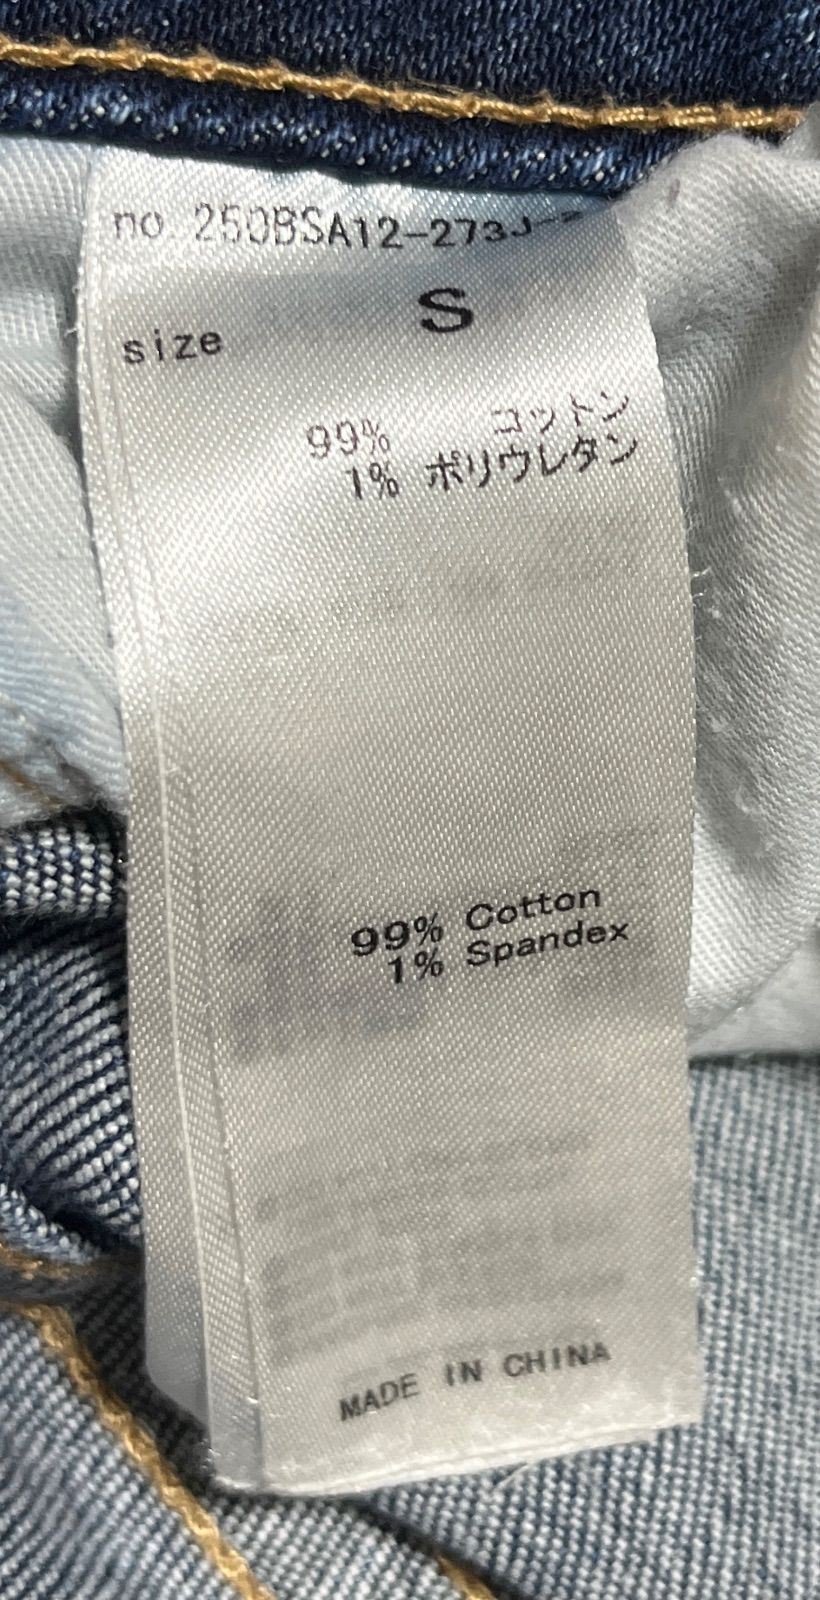 no. 250BSA12-273J-
size S
99% コットン
1% ポリウレタン
99% Cotton
1% Spandex
MADE IN CHINA